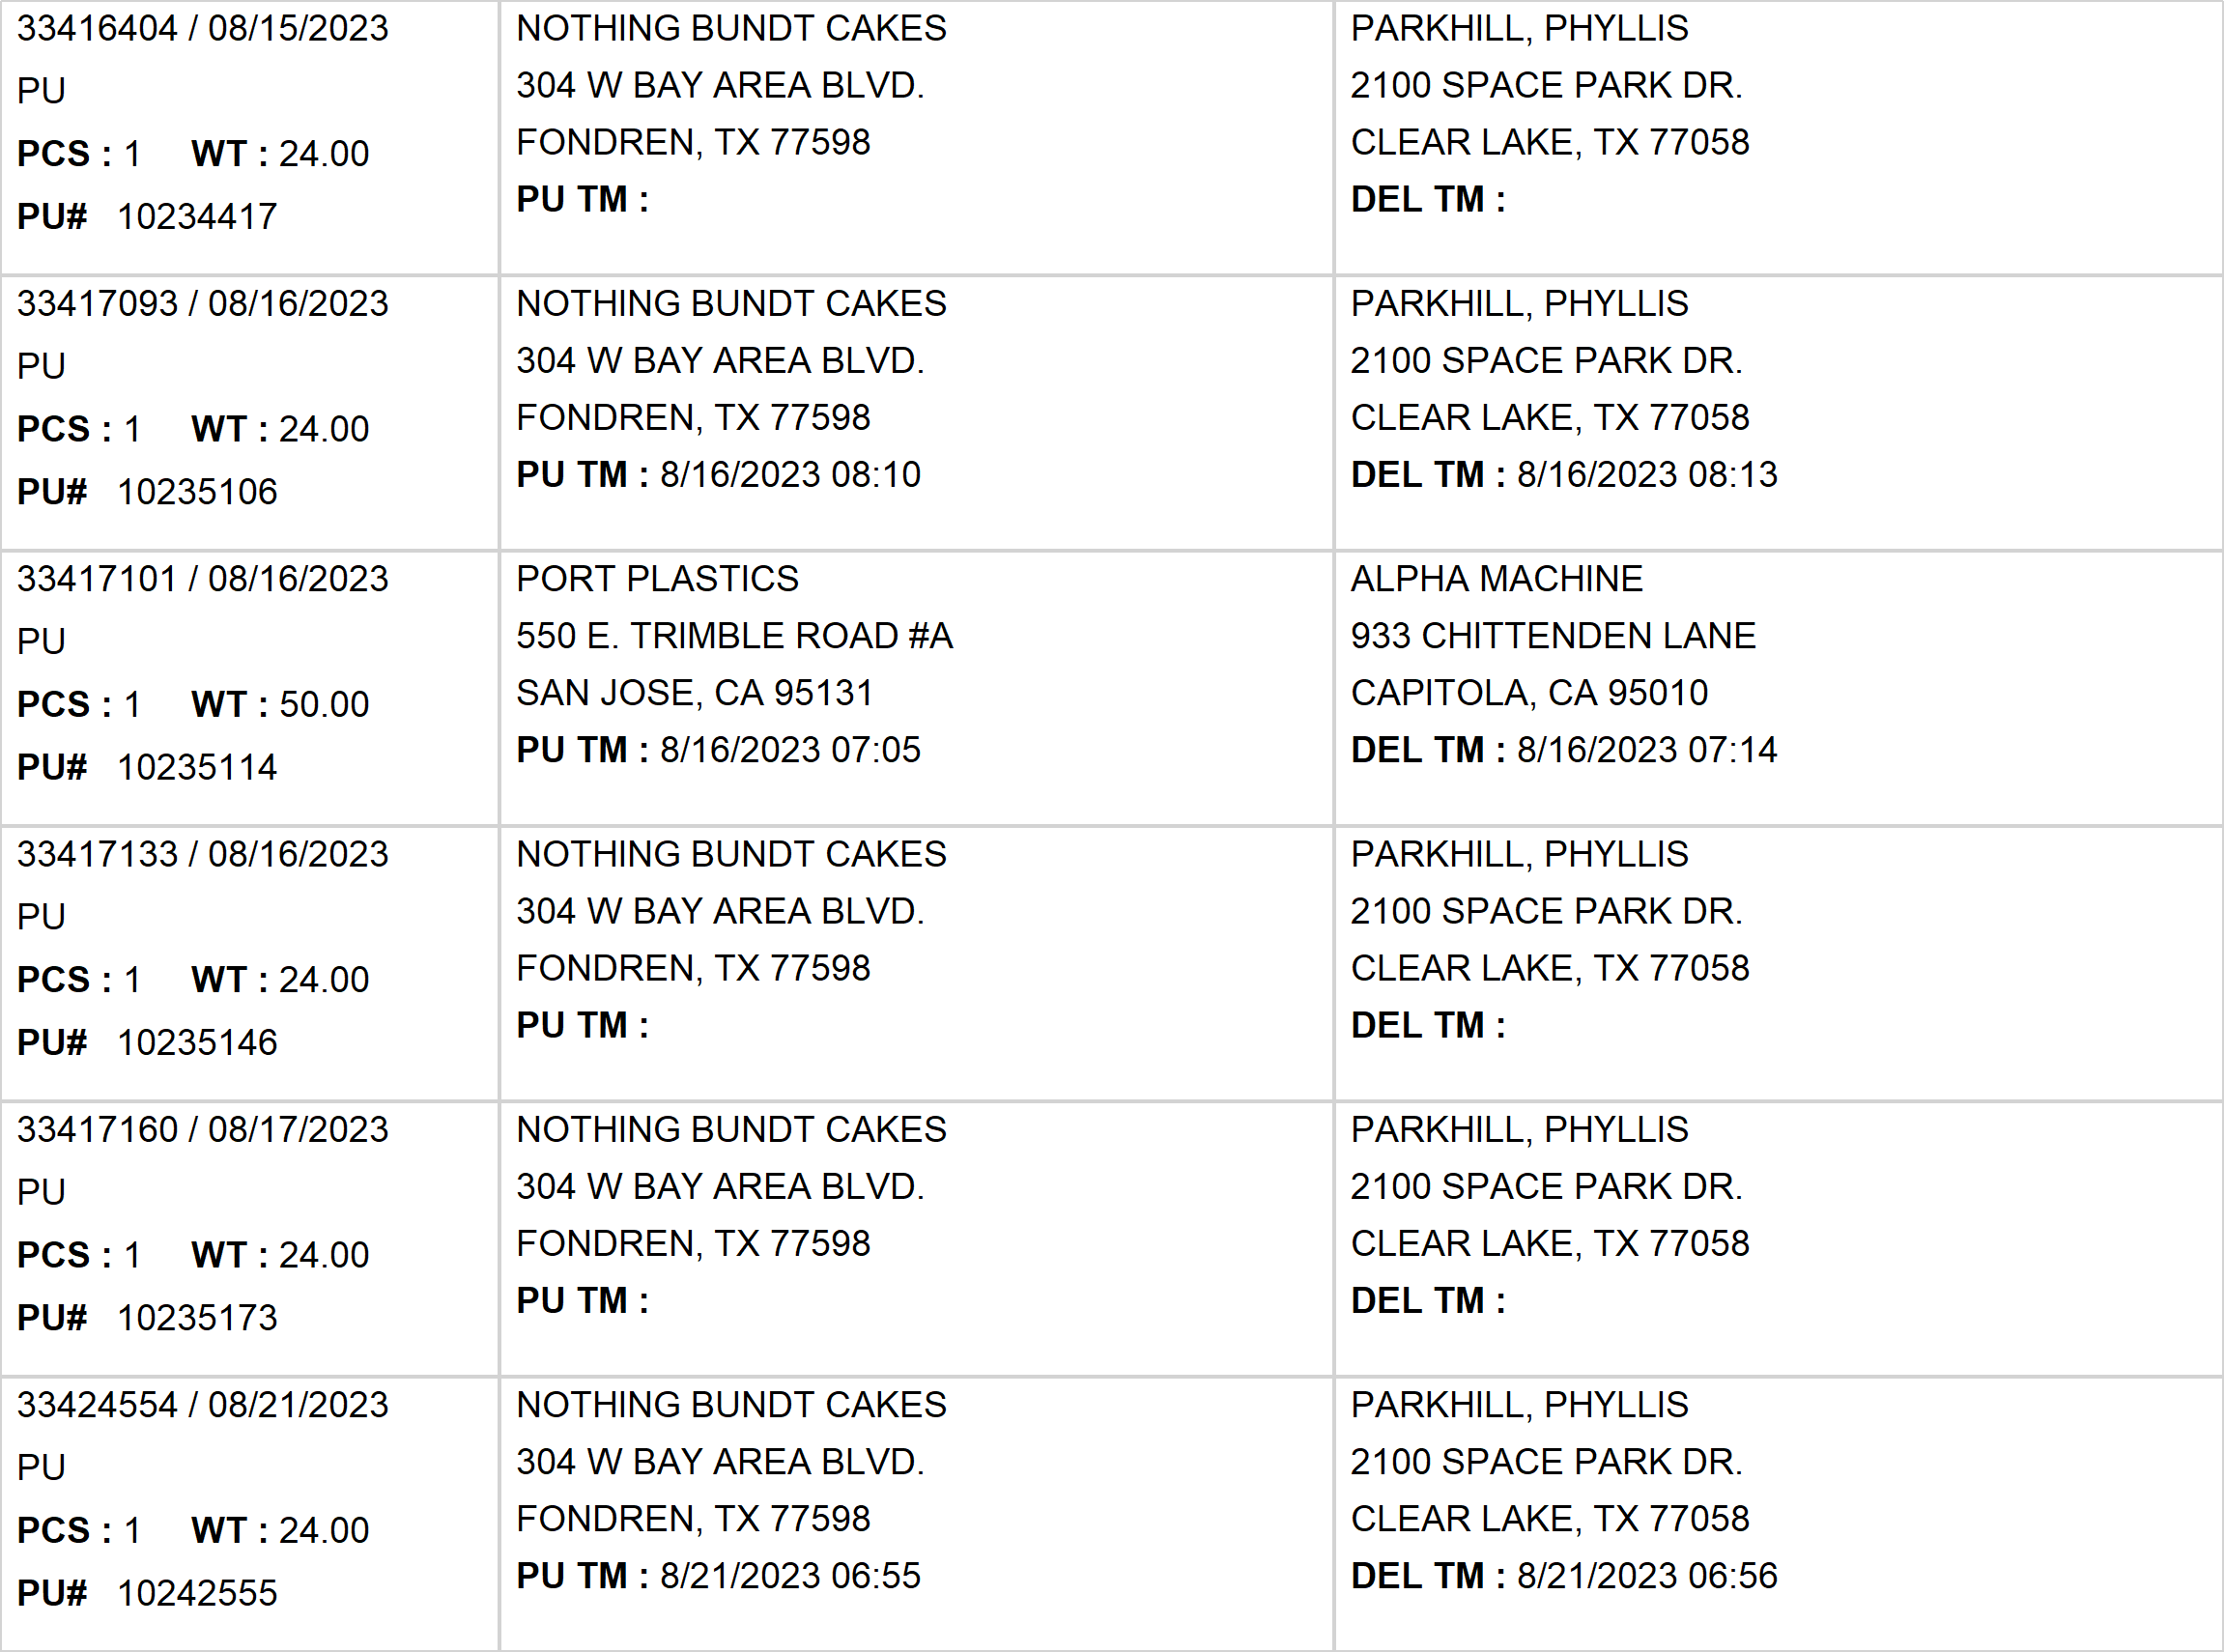 33416404 / 08/15/2023
PU
PCS : 1 WT : 24.00
PU# 10234417
NOTHING BUNDT CAKES
304 W BAY AREA BLVD.
FONDREN, TX 77598
PU TM :
PARKHILL, PHYLLIS
2100 SPACE PARK DR.
CLEAR LAKE, TX 77058
DEL TM :
33417093 / 08/16/2023
PU
PCS : 1 WT : 24.00
PU# 10235106
NOTHING BUNDT CAKES
304 W BAY AREA BLVD.
FONDREN, TX 77598
PU TM : 8/16/2023 08:10
PARKHILL, PHYLLIS
2100 SPACE PARK DR.
CLEAR LAKE, TX 77058
DEL TM : 8/16/2023 08:13
33417101 / 08/16/2023
PU
PCS : 1 WT : 50.00
PU# 10235114
PORT PLASTICS
550 E. TRIMBLE ROAD #A
SAN JOSE, CA 95131
PU TM : 8/16/2023 07:05
ALPHA MACHINE
933 CHITTENDEN LANE
CAPITOLA, CA 95010
DEL TM : 8/16/2023 07:14
33417133 / 08/16/2023
PU
PCS : 1 WT : 24.00
PU# 10235146
NOTHING BUNDT CAKES
304 W BAY AREA BLVD.
FONDREN, TX 77598
PU TM :
PARKHILL, PHYLLIS
2100 SPACE PARK DR.
CLEAR LAKE, TX 77058
DEL TM :
33417160 / 08/17/2023
PU
PCS : 1 WT : 24.00
PU# 10235173
NOTHING BUNDT CAKES
304 W BAY AREA BLVD.
FONDREN, TX 77598
PU TM :
PARKHILL, PHYLLIS
2100 SPACE PARK DR.
CLEAR LAKE, TX 77058
DEL TM :
33424554 / 08/21/2023
PU
PCS : 1 WT : 24.00
PU# 10242555
NOTHING BUNDT CAKES
304 W BAY AREA BLVD.
FONDREN, TX 77598
PU TM : 8/21/2023 06:55
PARKHILL, PHYLLIS
2100 SPACE PARK DR.
CLEAR LAKE, TX 77058
DEL TM : 8/21/2023 06:56